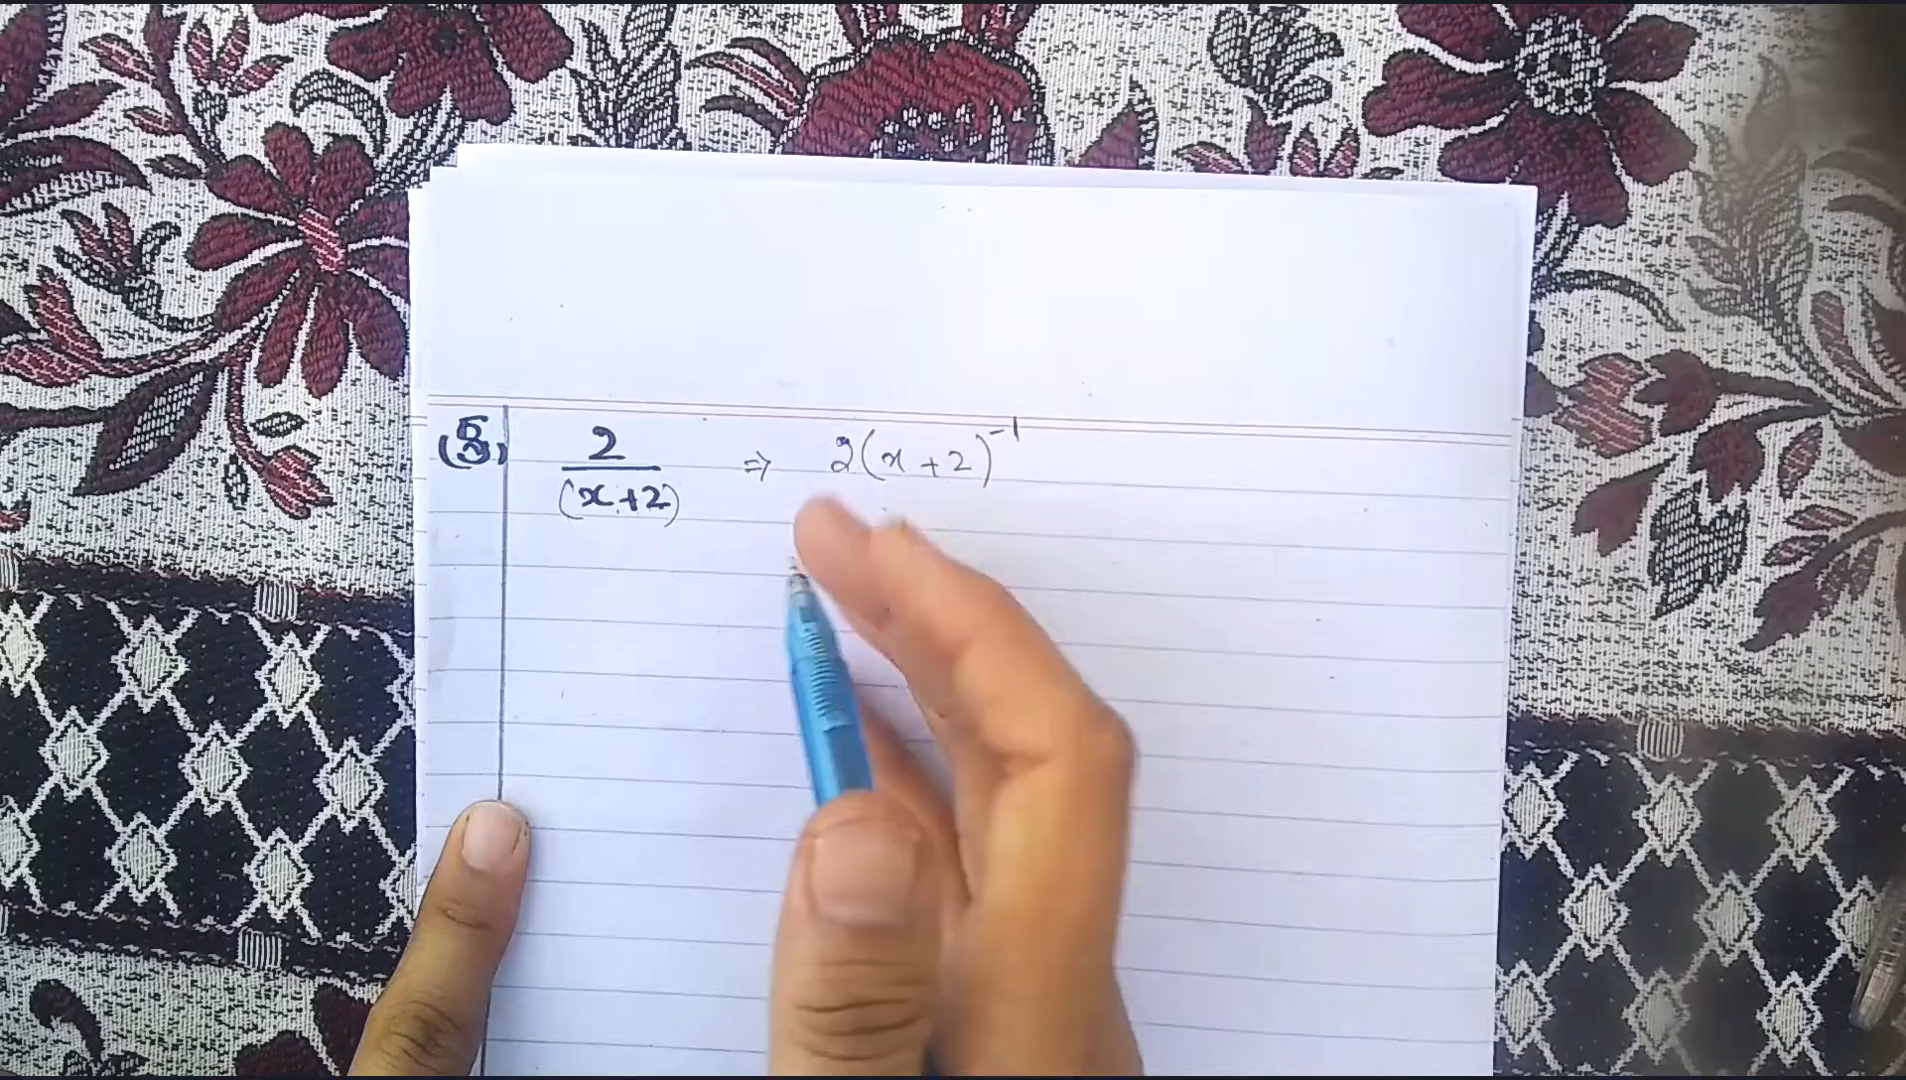 (5) 2/(x+2) ⇒ 2(x+2)⁻¹